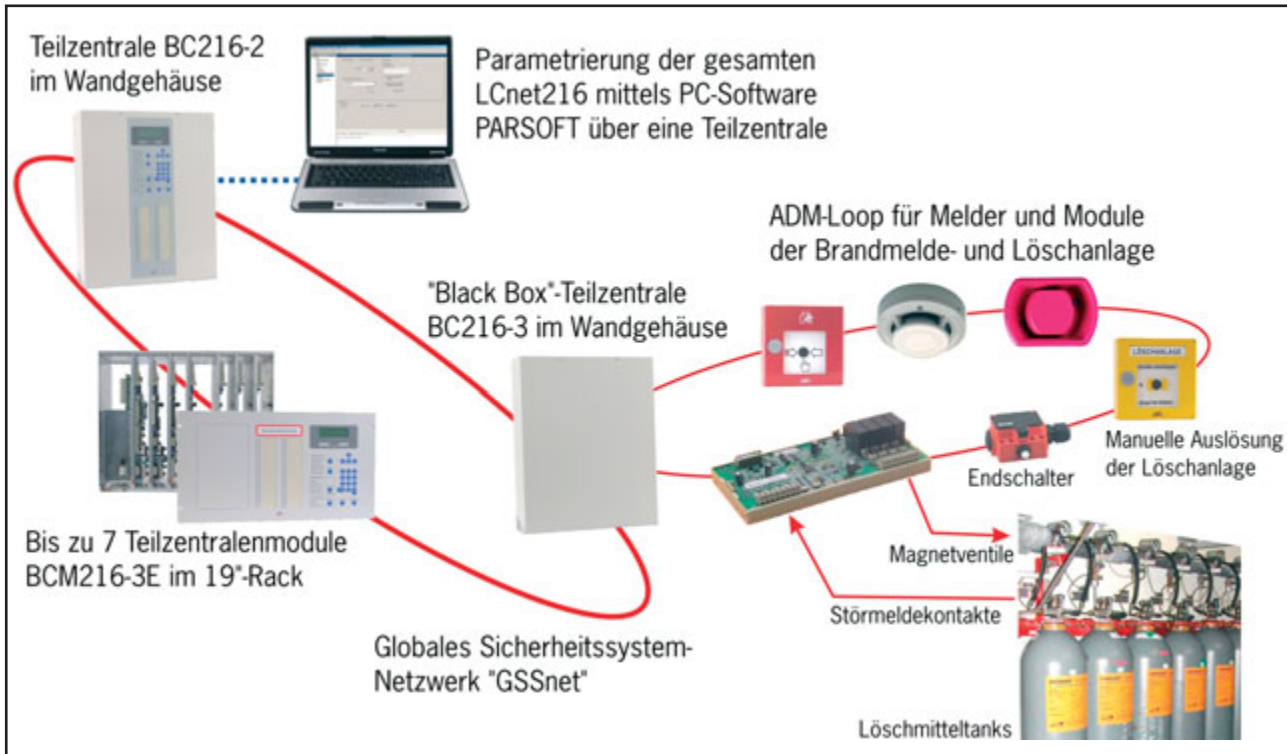 Teilzentrale BC216-2
im Wandgehäuse
Parametrierung der gesamten
LCnet216 mittels PC-Software
PARSOFT über eine Teilzentrale
ADM-Loop für Melder und Module
der Brandmelde- und Löschanlage
"Black Box"-Teilzentrale
BC216-3 im Wandgehäuse
LÖSCHANLAGE
Manuelle Auslösung
der Löschanlage
Endschalter
Bis zu 7 Teilzentralenmodule
BCM216-3E im 19"-Rack
Magnetventile
Störmeldekontakte
Globales Sicherheitssystem-
Netzwerk "GSSnet"
Löschmitteltanks